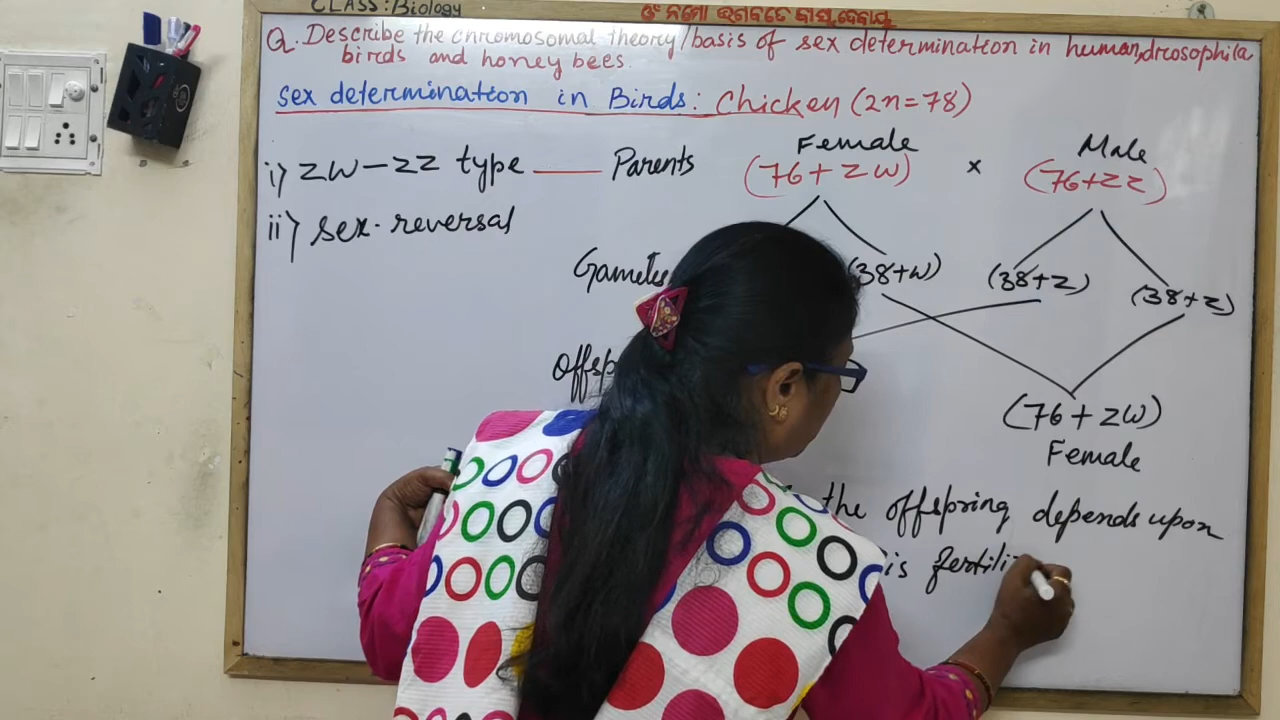 CLASS: Biology
ଓଁ ନମୋ ଭଗବତେ ବାସୁଦେବାୟ
Q. Describe the chromosomal theory/basis of sex determination in human, drosophila
birds and honey bees.
Sex determination in Birds: Chicken (2n=78)
Female Male
i) ZW-ZZ type — Parents (76+ZW) x (76+ZZ)
ii) sex-reversal
Gametes (38+W) (38+Z) (38+Z)
(76+ZW)
Female
the offspring depends upon
is